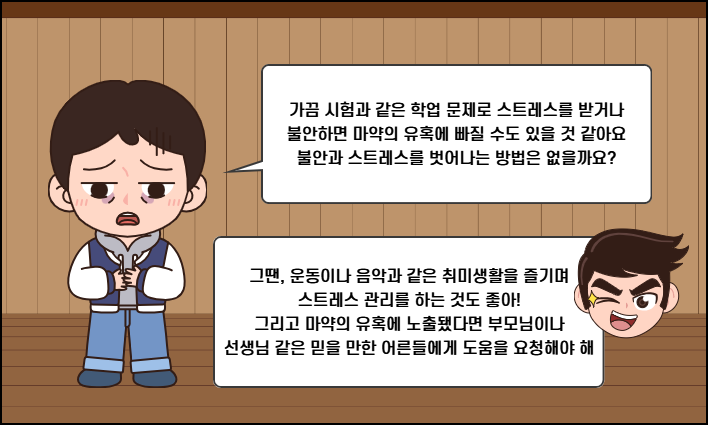 가끔 시험과 같은 학업 문제로 스트레스를 받거나
불안하면 마약의 유혹에 빠질 수도 있을 것 같아요
불안과 스트레스를 벗어나는 방법은 없을까요?
그땐, 운동이나 음악과 같은 취미생활을 즐기며
스트레스 관리를 하는 것도 좋아!
그리고 마약의 유혹에 노출됐다면 부모님이나
선생님 같은 믿을 만한 어른들에게 도움을 요청해야 해